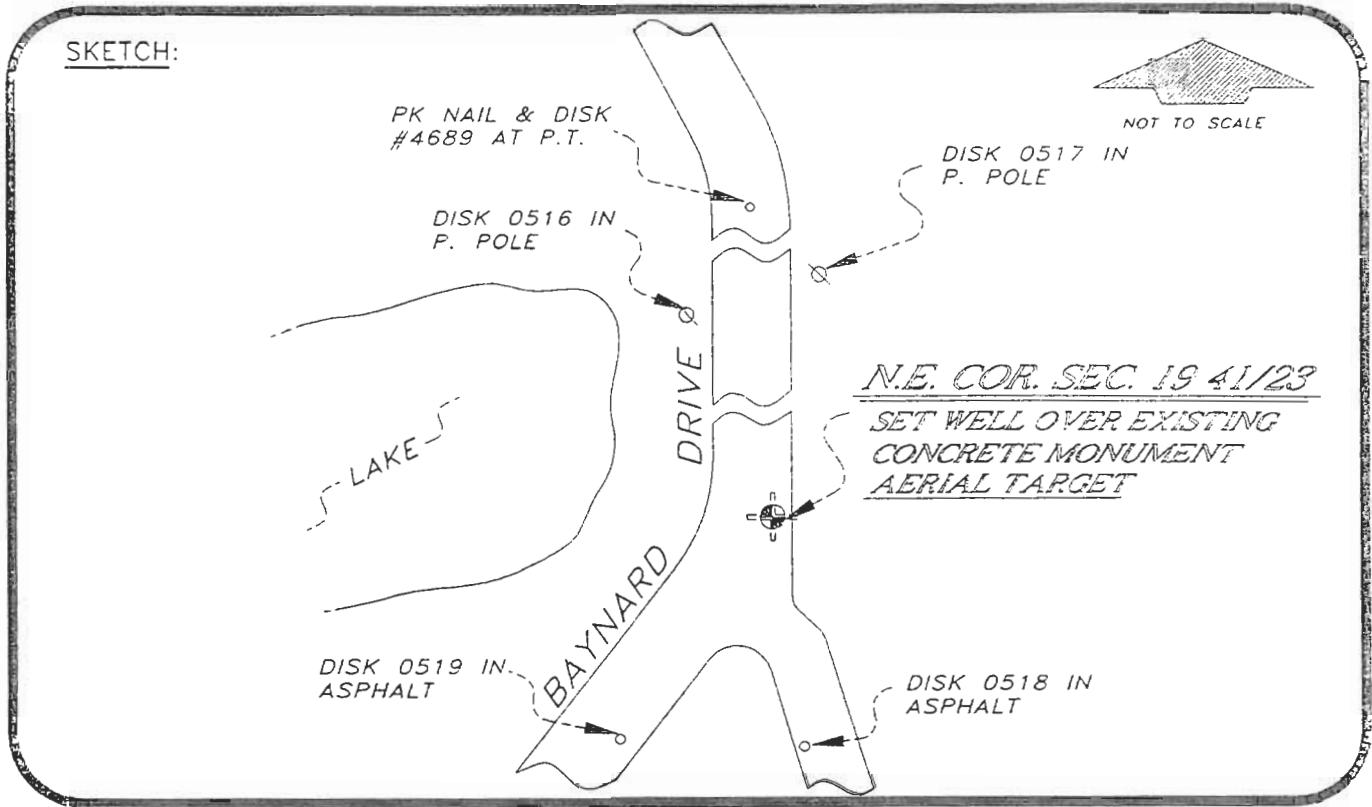 SKETCH:
NOT TO SCALE
PK NAIL & DISK
#4689 AT P.T.
DISK 0517 IN
P. POLE
DISK 0516 IN
P. POLE
N.E. COR. SEC. 19 41/23
SET WELL OVER EXISTING
CONCRETE MONUMENT
AERIAL TARGET
LAKE
BAYNARD DRIVE
DISK 0519 IN
ASPHALT
DISK 0518 IN
ASPHALT